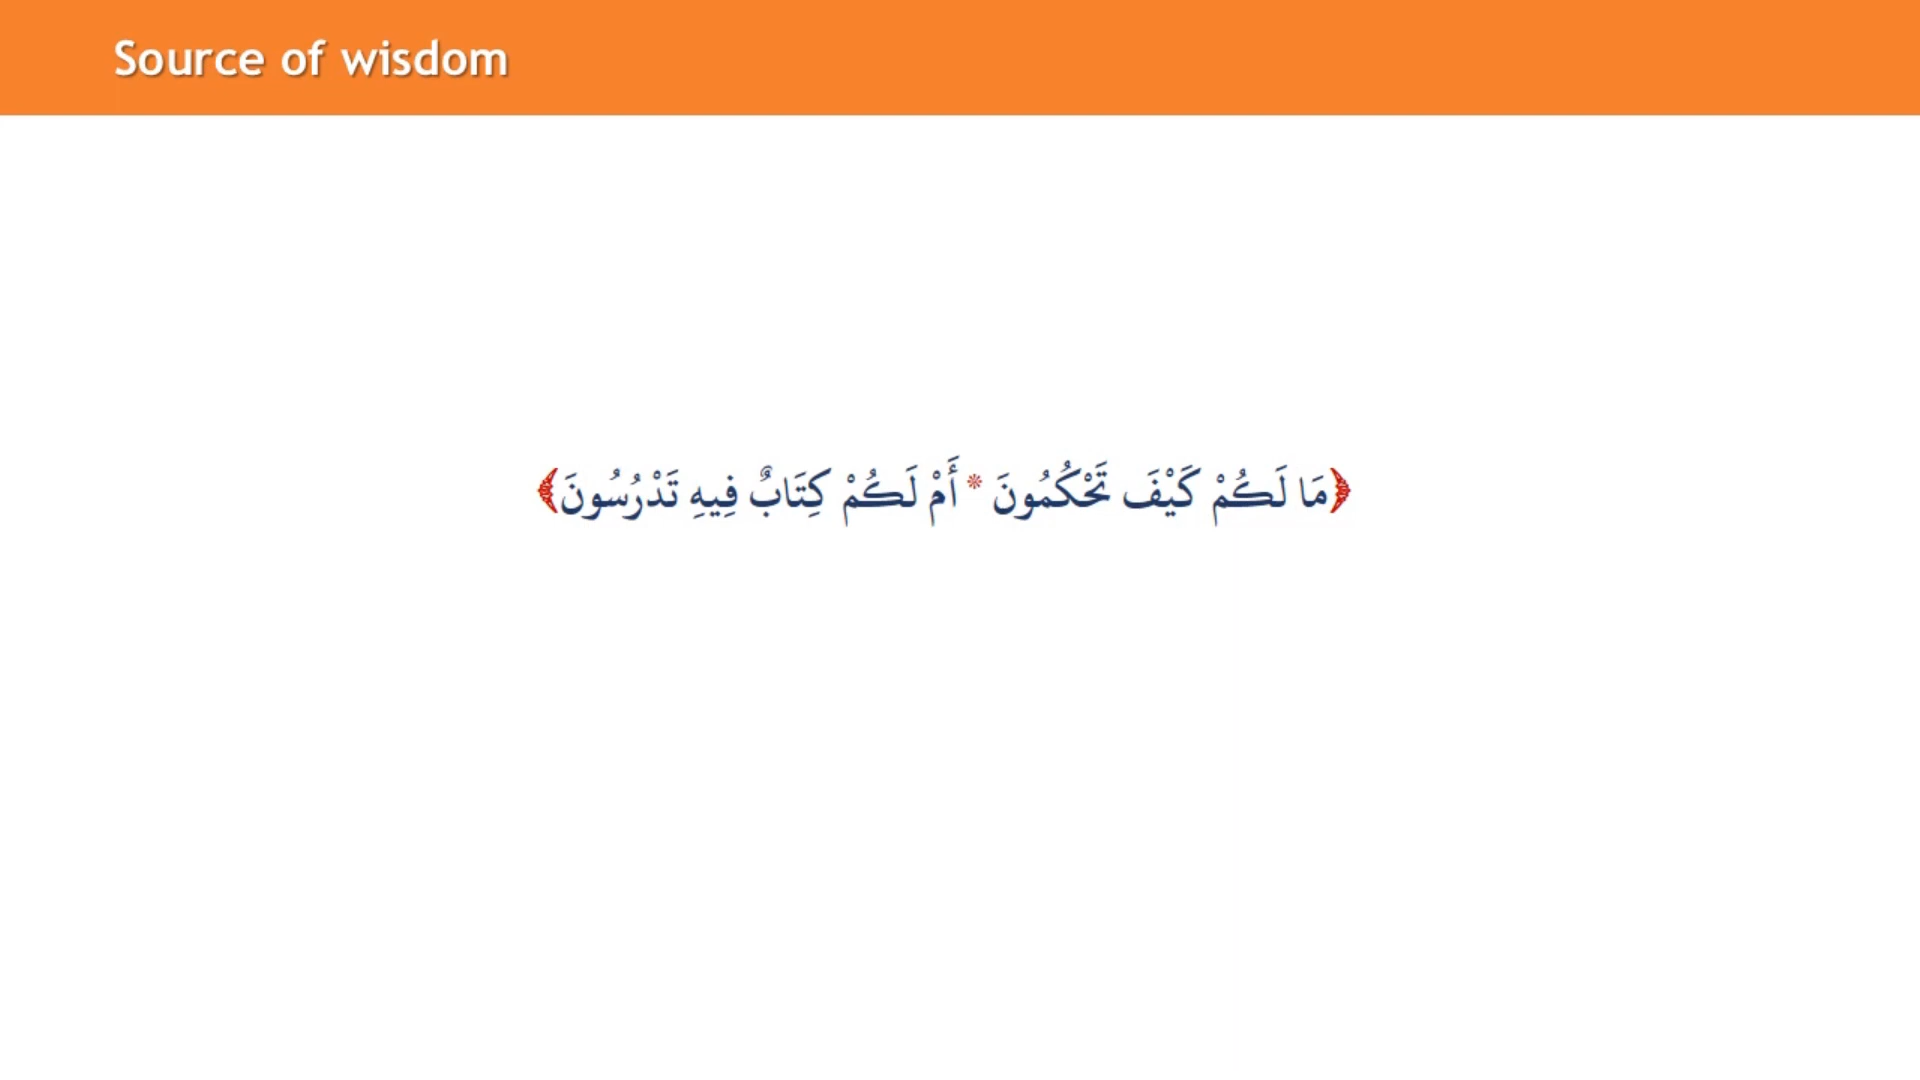 Source of wisdom
﴿مَا لَكُمْ كَيْفَ تَحْكُمُونَ * أَمْ لَكُمْ كِتَابٌ فِيهِ تَدْرُسُونَ﴾